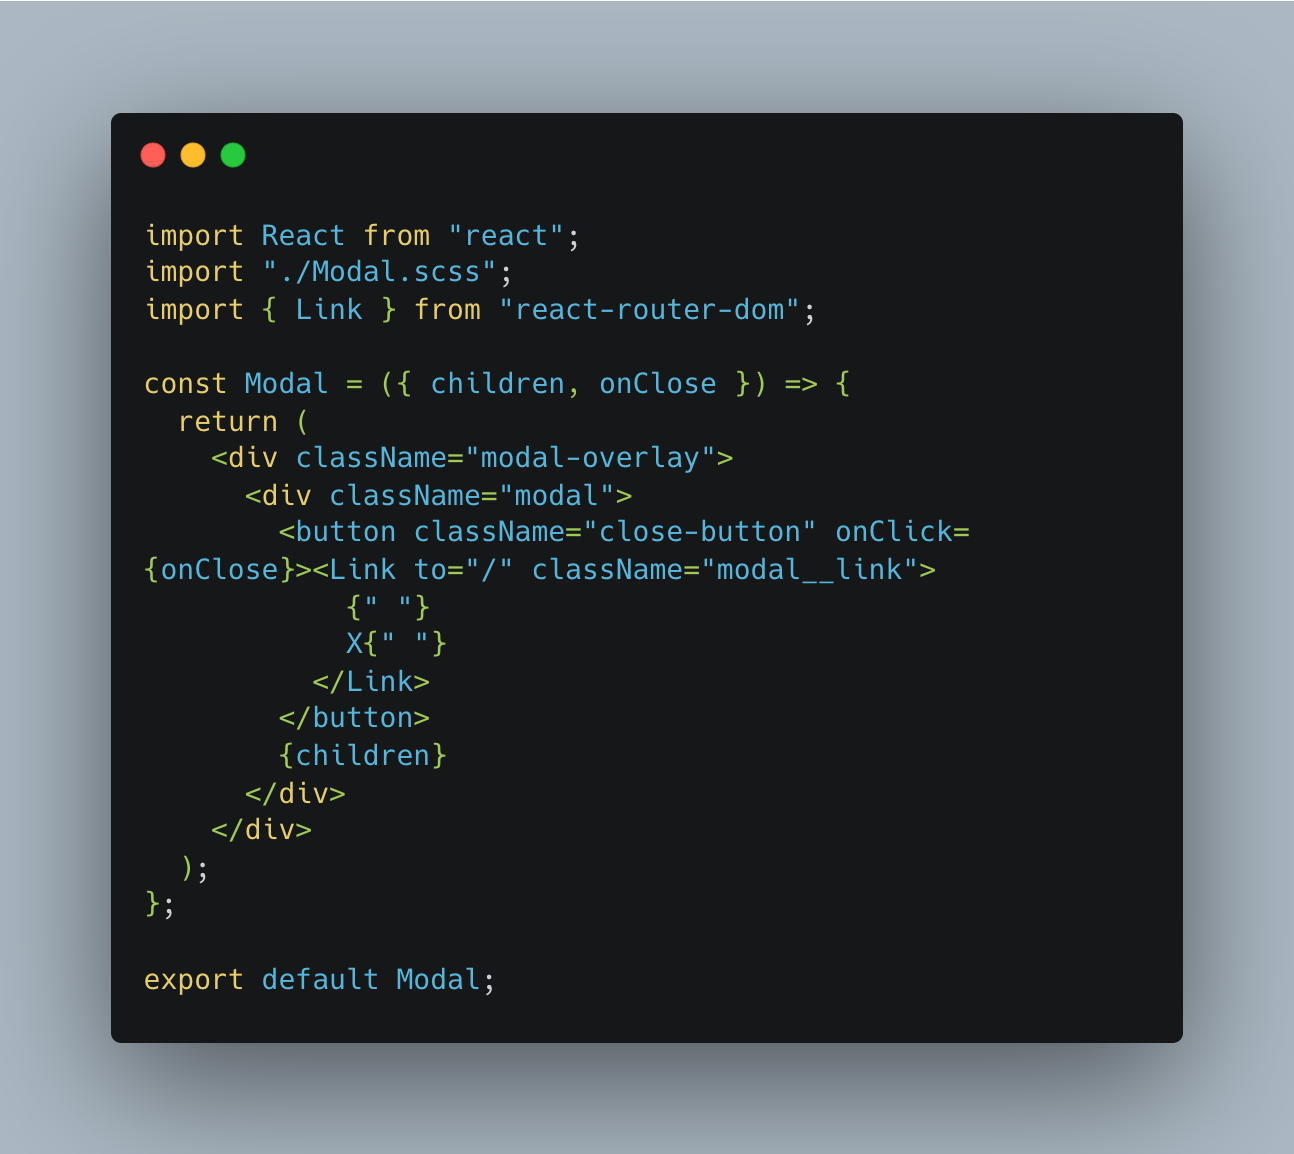 import React from "react";
import "./Modal.scss";
import { Link } from "react-router-dom";

const Modal = ({ children, onClose }) => {
  return (
    <div className="modal-overlay">
      <div className="modal">
        <button className="close-button" onClick=
{onClose}><Link to="/" className="modal__link">
            {" "}
            X{" "}
          </Link>
        </button>
        {children}
      </div>
    </div>
  );
};

export default Modal;